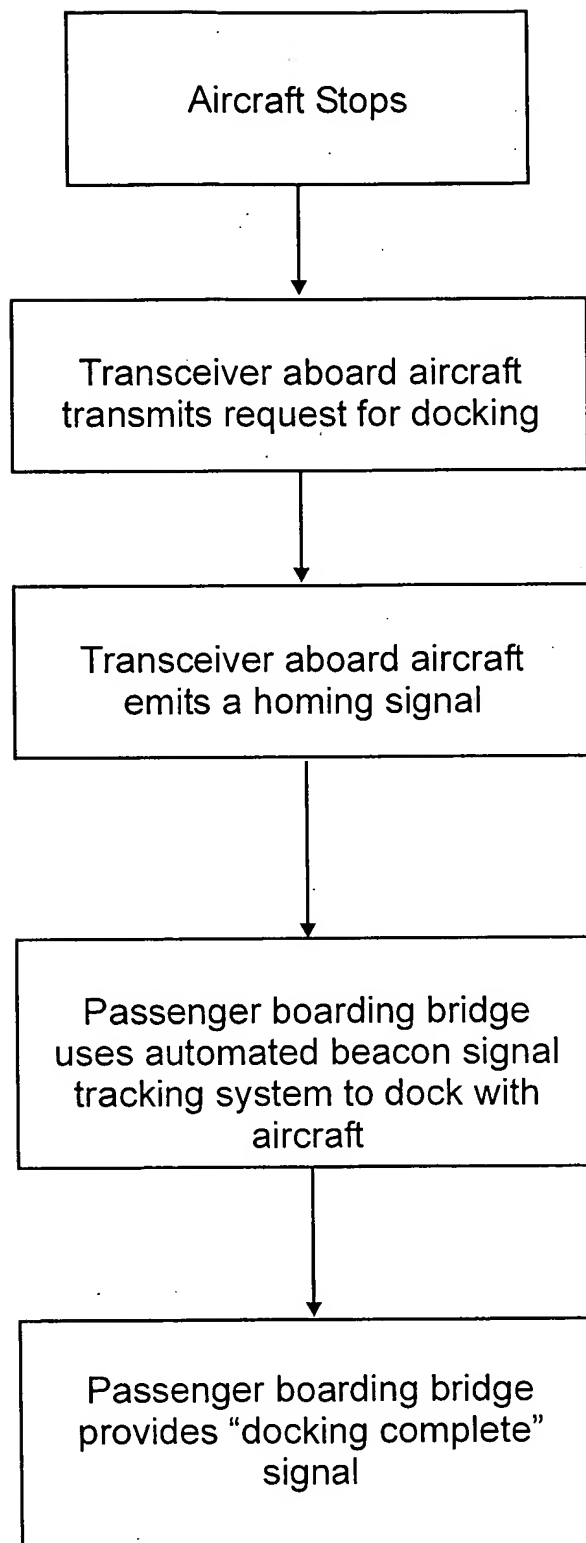 Aircraft Stops
Transceiver aboard aircraft
transmits request for docking
Transceiver aboard aircraft
emits a homing signal
Passenger boarding bridge
uses automated beacon signal
tracking system to dock with
aircraft
Passenger boarding bridge
provides “docking complete”
signal